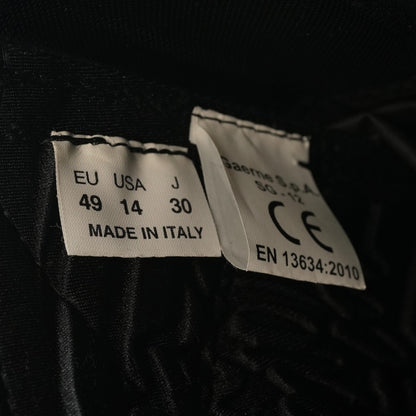 EU USA J
49 14 30
MADE IN ITALY
Gaerne S.p.A.
SG - 12
CE
EN 13634:2010